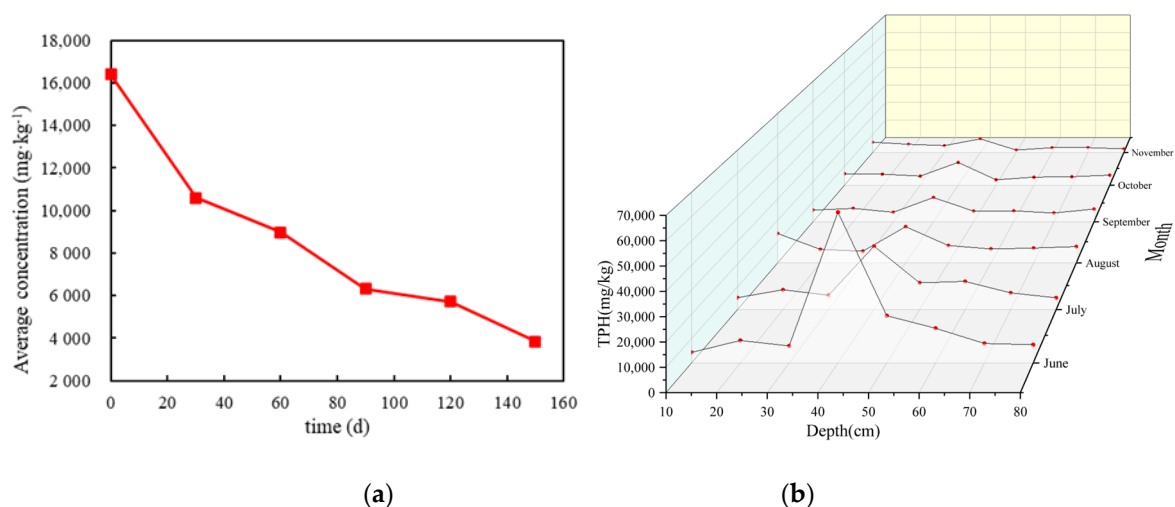 18,000
16,000
14,000
12,000
10,000
8 000
6 000
4 000
2 000
Average concentration (mg·kg⁻¹)
0 20 40 60 80 100 120 140 160
time (d)
(a)
70,000
60,000
50,000
40,000
30,000
20,000
10,000
0
TPH(mg/kg)
10 20 30 40 50 60 70 80
Depth(cm)
November
October
September
August
July
June
Month
(b)